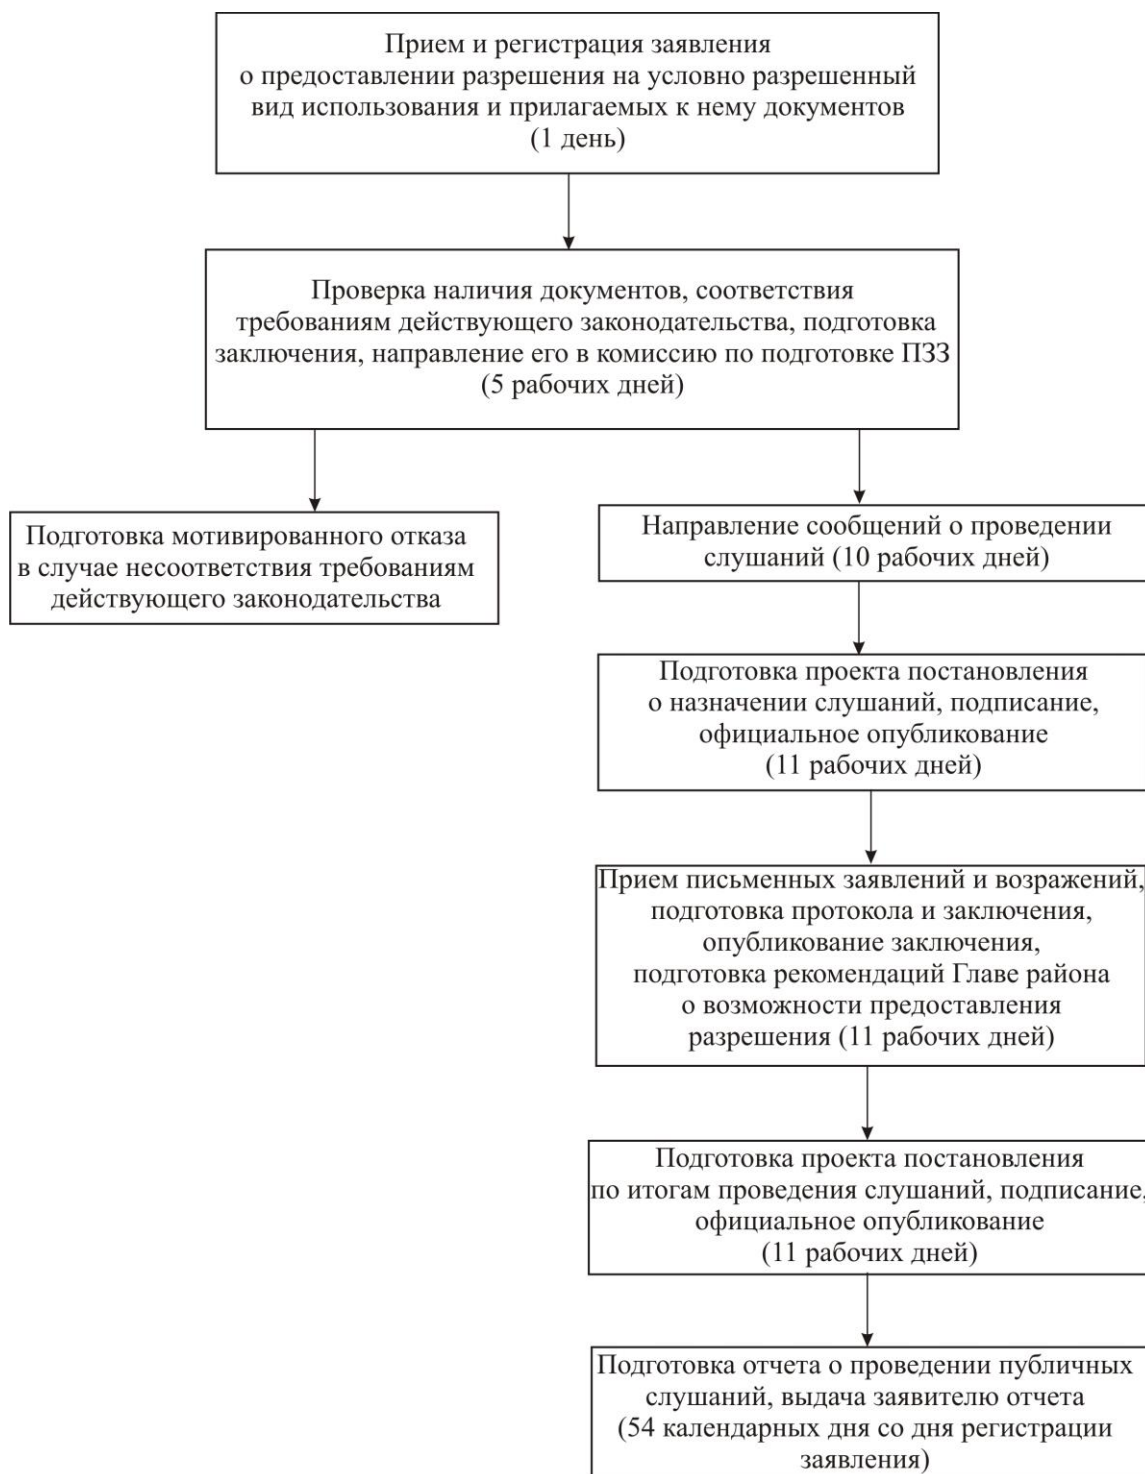 Прием и регистрация заявления
о предоставлении разрешения на условно разрешенный
вид использования и прилагаемых к нему документов
(1 день)
Проверка наличия документов, соответствия
требованиям действующего законодательства, подготовка
заключения, направление его в комиссию по подготовке ПЗЗ
(5 рабочих дней)
Подготовка мотивированного отказа
в случае несоответствия требованиям
действующего законодательства
Направление сообщений о проведении
слушаний (10 рабочих дней)
Подготовка проекта постановления
о назначении слушаний, подписание,
официальное опубликование
(11 рабочих дней)
Прием письменных заявлений и возражений,
подготовка протокола и заключения,
опубликование заключения,
подготовка рекомендаций Главе района
о возможности предоставления
разрешения (11 рабочих дней)
Подготовка проекта постановления
по итогам проведения слушаний, подписание,
официальное опубликование
(11 рабочих дней)
Подготовка отчета о проведении публичных
слушаний, выдача заявителю отчета
(54 календарных дня со дня регистрации
заявления)